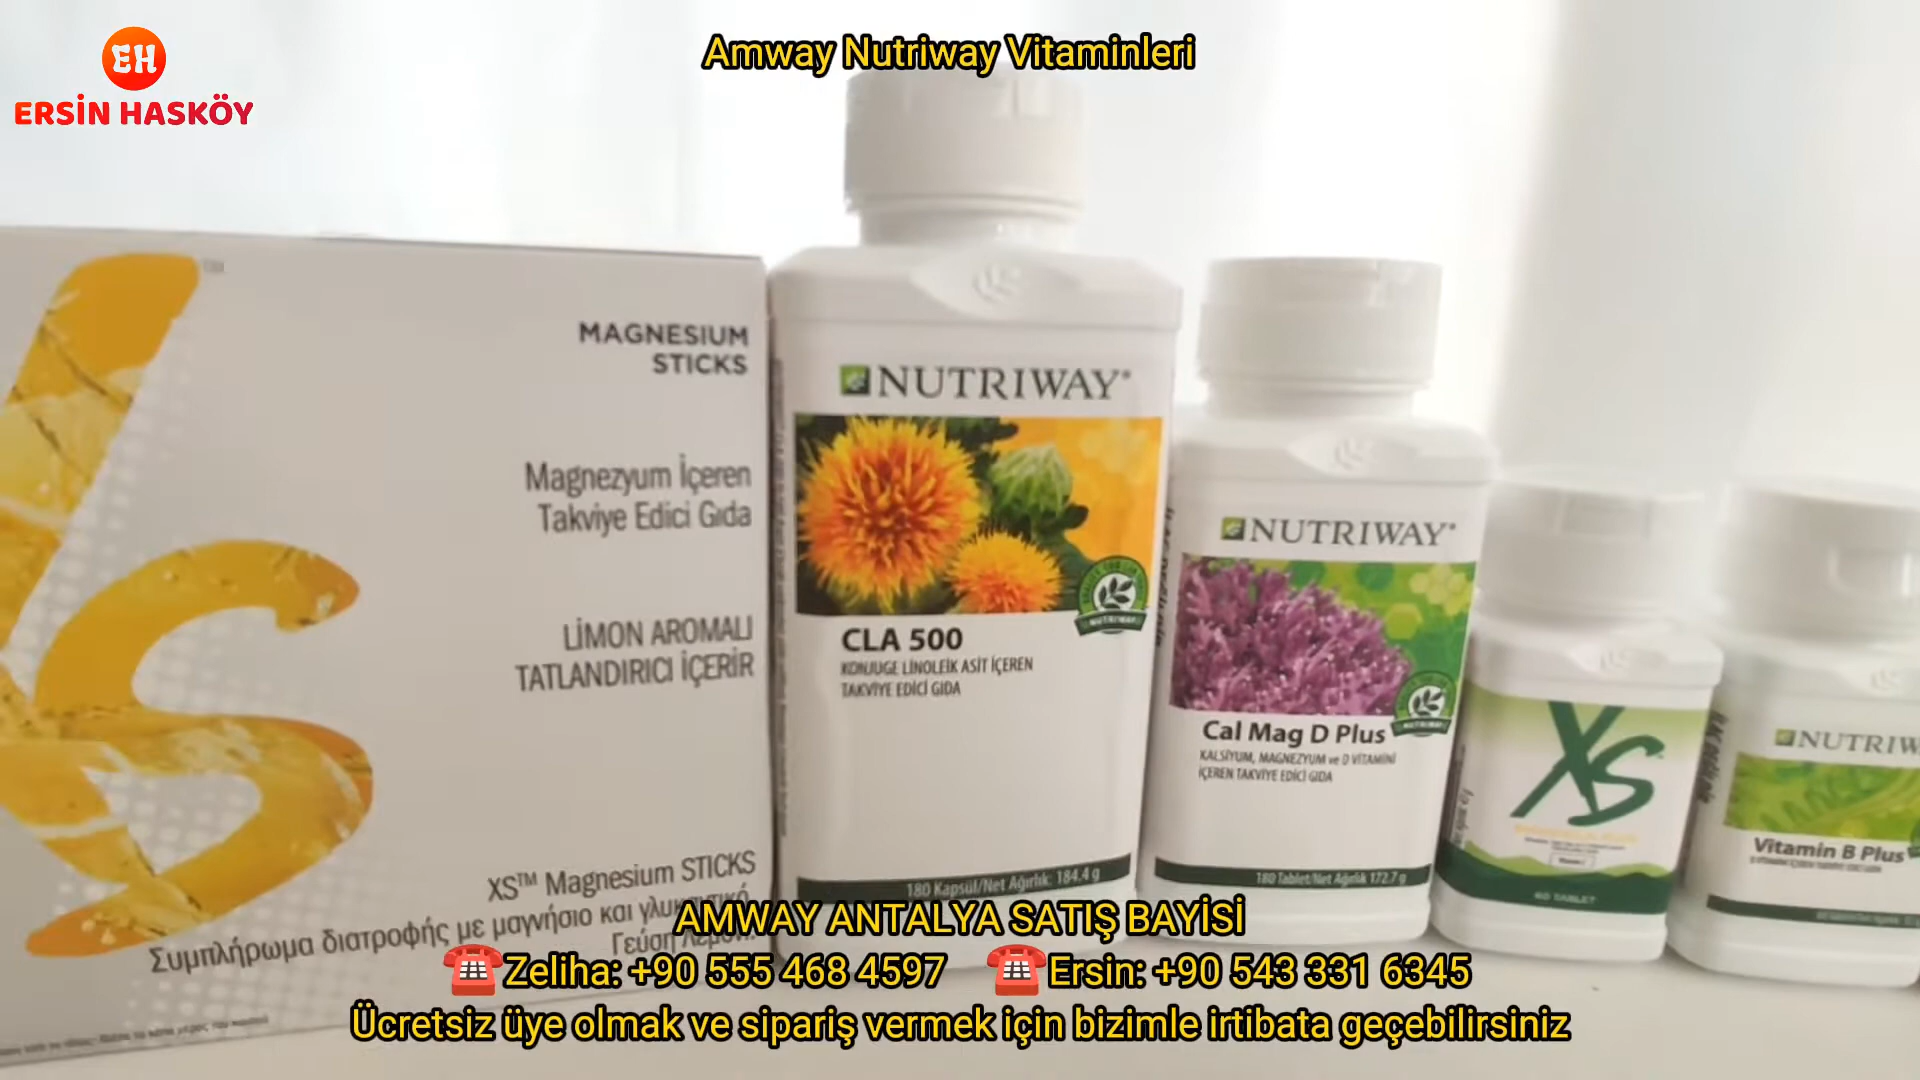 Amway Nutriway Vitaminleri
EH
ERSİN HASKÖY
MAGNESIUM
STICKS
Magnezyum İçeren
Takviye Edici Gıda
LİMON AROMALI
TATLANDIRICI İÇERİR
XS™ Magnesium STICKS
Συμπλήρωμα διατροφής με μαγνήσιο και
Γεύση
NUTRIWAY®
CLA 500
KONJUGE LİNOLEİK ASİT İÇEREN
TAKVİYE EDİCİ GIDA
180 Kapsül/Net Ağırlık: 184.4 g
NUTRIWAY®
Cal Mag D Plus
KALSİYUM, MAGNEZYUM ve D VİTAMİNİ
İÇEREN TAKVİYE EDİCİ GIDA
180 Tablet/Net Ağırlık 172.7 g
XS™
60 TABLET
NUTRIW
Vitamin B Plus
AMWAY ANTALYA SATIŞ BAYİSİ
Zeliha: +90 555 468 4597 Ersin: +90 543 331 6345
Ücretsiz üye olmak ve sipariş vermek için bizimle irtibata geçebilirsiniz